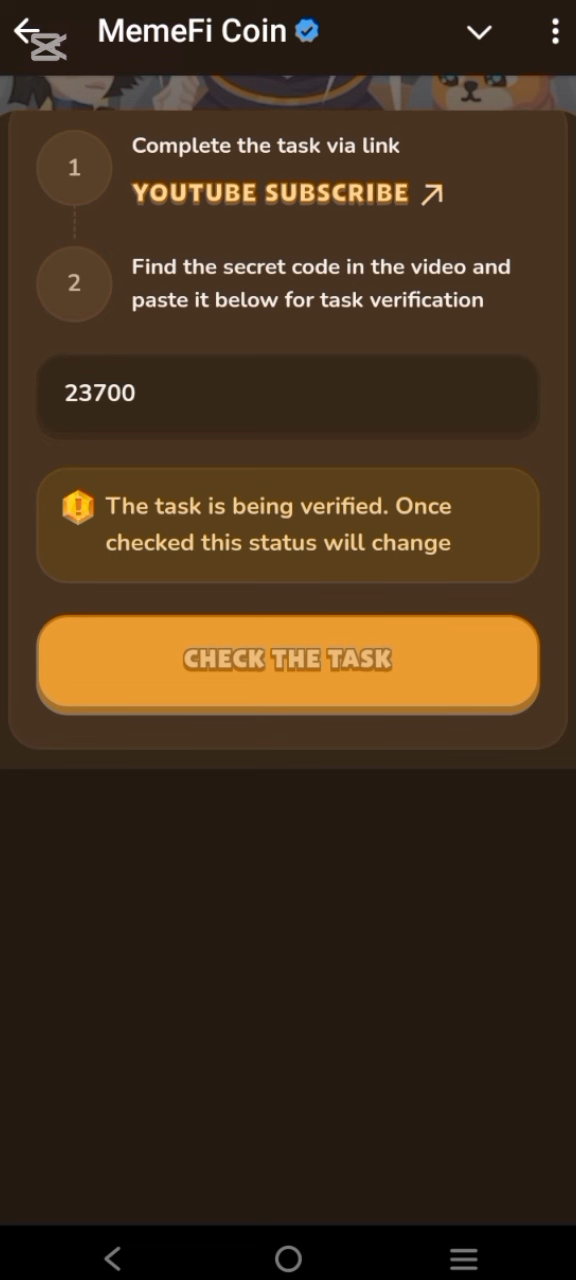 MemeFi Coin
1
Complete the task via link
YOUTUBE SUBSCRIBE
2
Find the secret code in the video and
paste it below for task verification
23700
The task is being verified. Once
checked this status will change
CHECK THE TASK